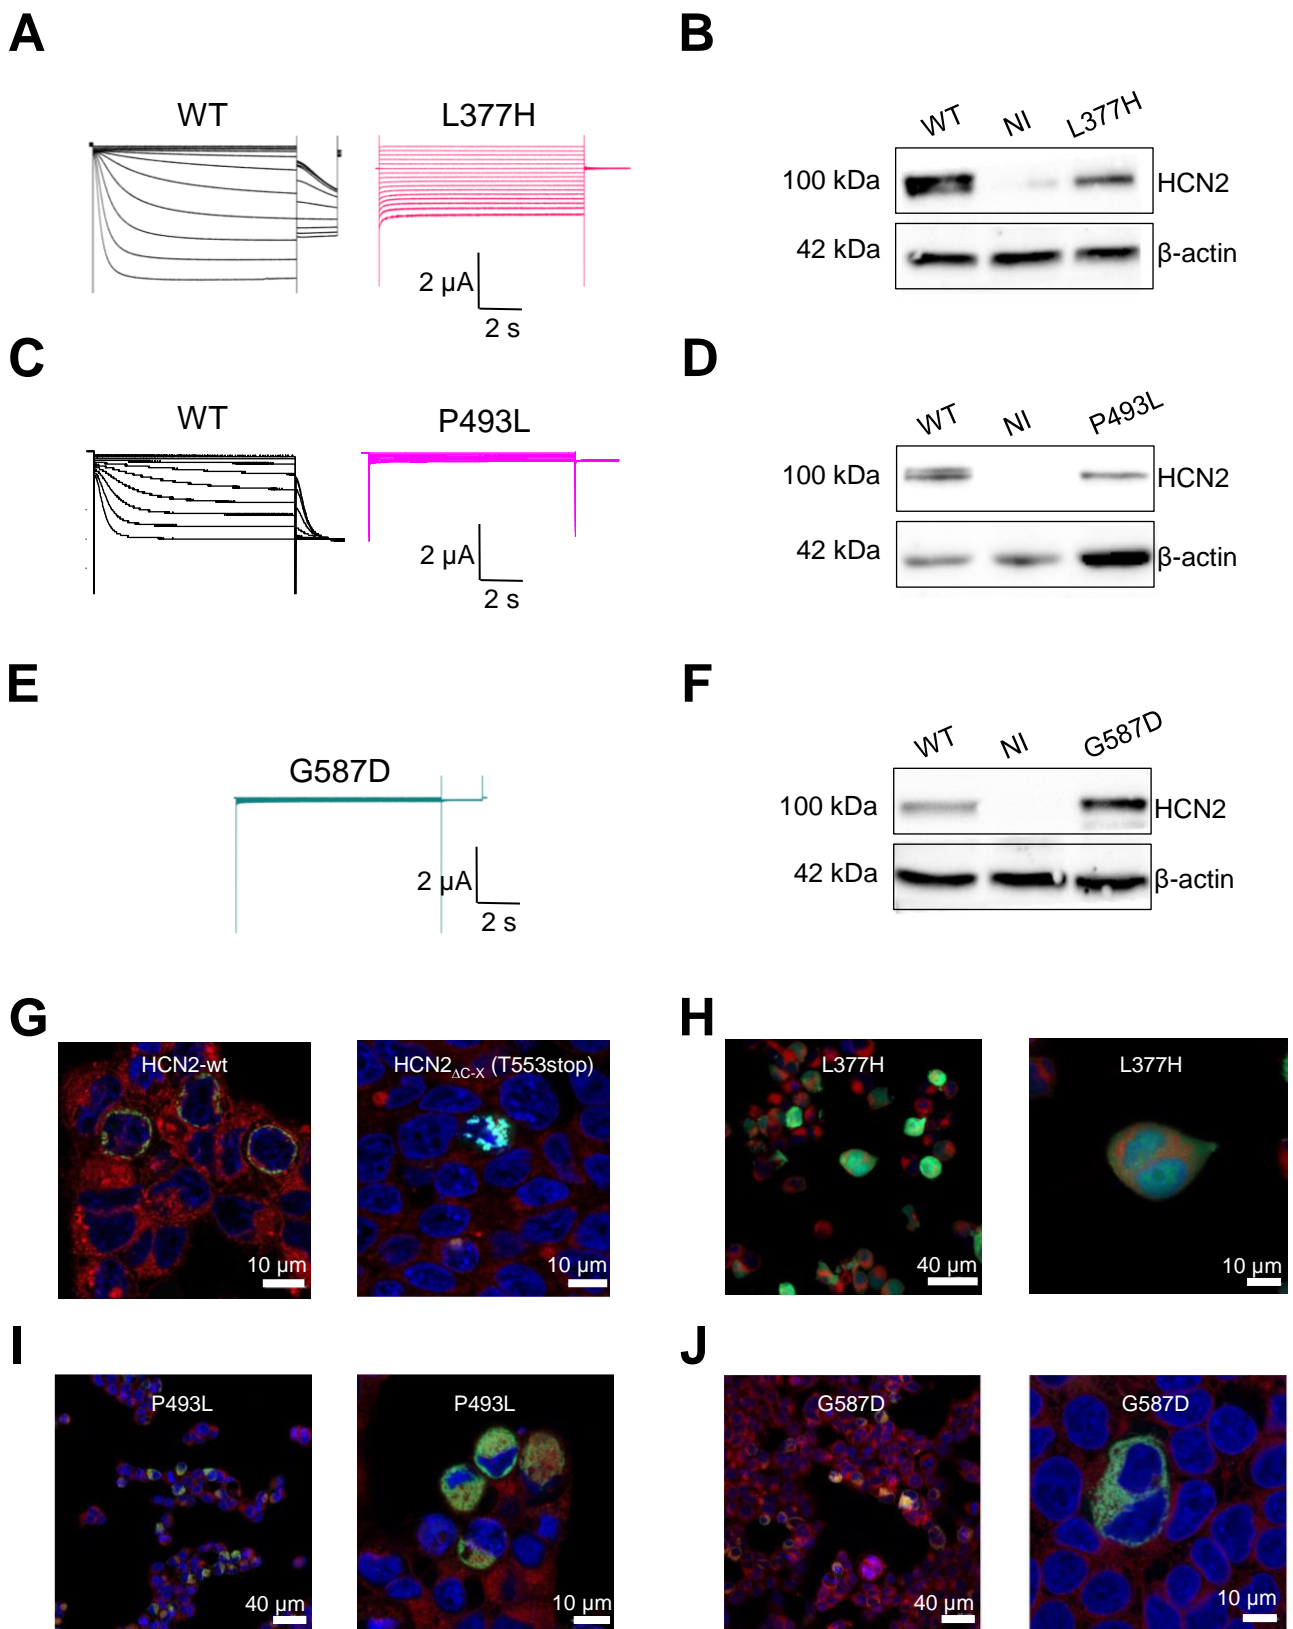 A
WT
L377H
2 µA
2 s
B
WT NI L377H
100 kDa
HCN2
42 kDa
β-actin
C
WT
P493L
2 µA
2 s
D
WT NI P493L
100 kDa
HCN2
42 kDa
β-actin
E
G587D
2 µA
2 s
F
WT NI G587D
100 kDa
HCN2
42 kDa
β-actin
G
HCN2-wt
10 µm
HCN2ΔC-X (T553stop)
10 µm
H
L377H
40 µm
L377H
10 µm
I
P493L
40 µm
P493L
10 µm
J
G587D
40 µm
G587D
10 µm